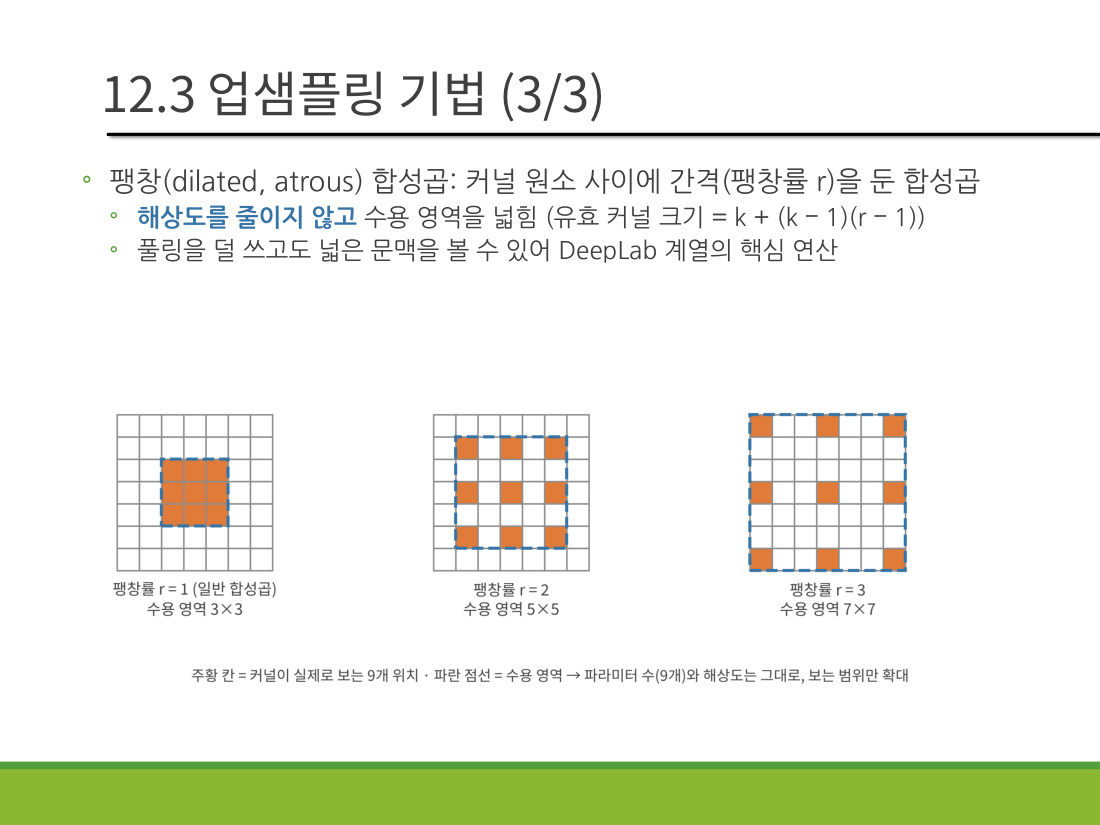 12.3 업샘플링 기법 (3/3)
팽창(dilated, atrous) 합성곱: 커널 원소 사이에 간격(팽창률 r)을 둔 합성곱
해상도를 줄이지 않고 수용 영역을 넓힘 (유효 커널 크기 = k + (k − 1)(r − 1))
풀링을 덜 쓰고도 넓은 문맥을 볼 수 있어 DeepLab 계열의 핵심 연산
팽창률 r = 1 (일반 합성곱)
수용 영역 3×3
팽창률 r = 2
수용 영역 5×5
팽창률 r = 3
수용 영역 7×7
주황 칸 = 커널이 실제로 보는 9개 위치 · 파란 점선 = 수용 영역 → 파라미터 수(9개)와 해상도는 그대로, 보는 범위만 확대